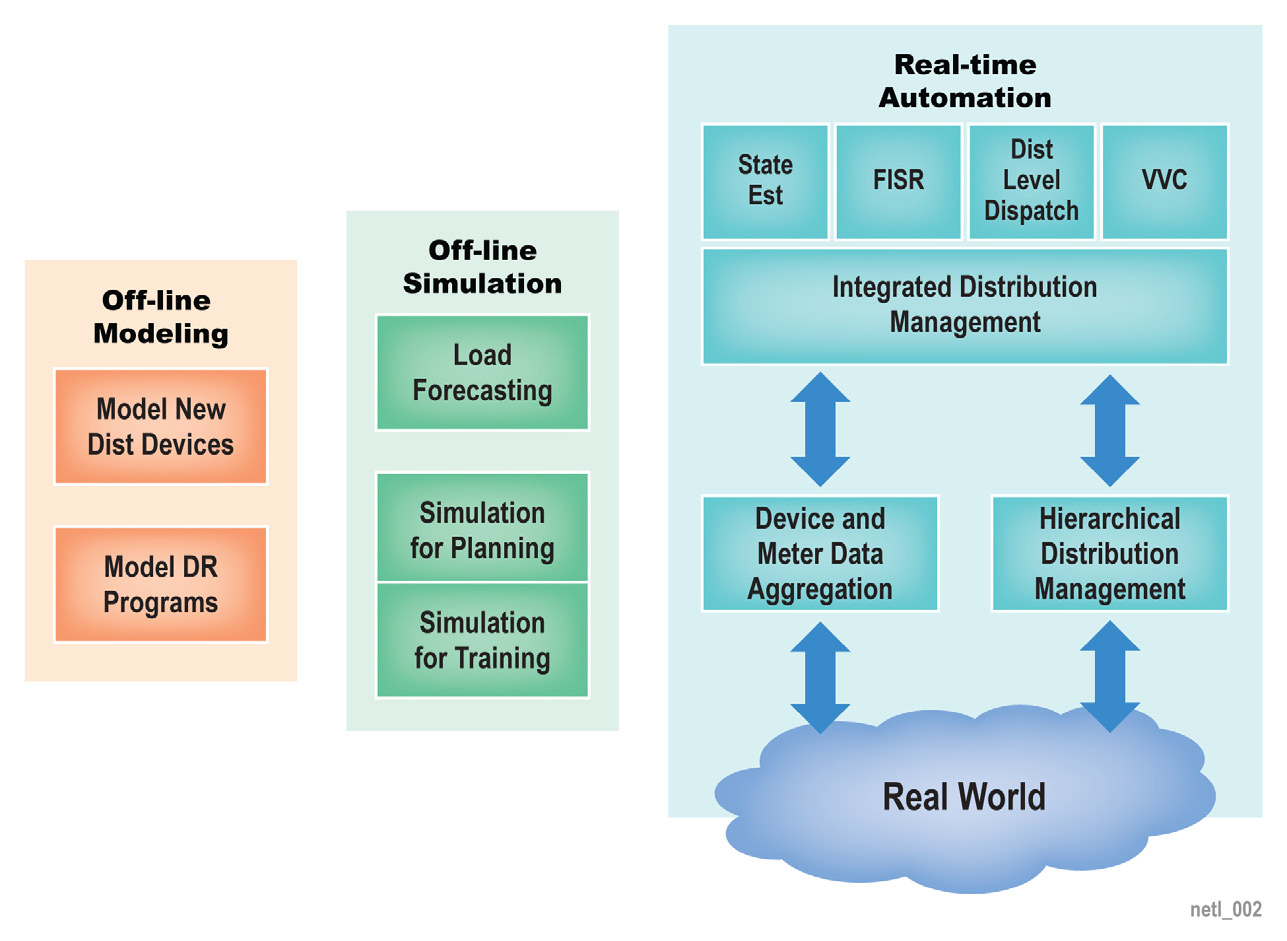 Off-line
Modeling
Model New
Dist Devices
Model DR
Programs
Off-line
Simulation
Load
Forecasting
Simulation
for Planning
Simulation
for Training
Real-time
Automation
State
Est
FISR
Dist
Level
Dispatch
VVC
Integrated Distribution
Management
Device and
Meter Data
Aggregation
Hierarchical
Distribution
Management
Real World
netl_002